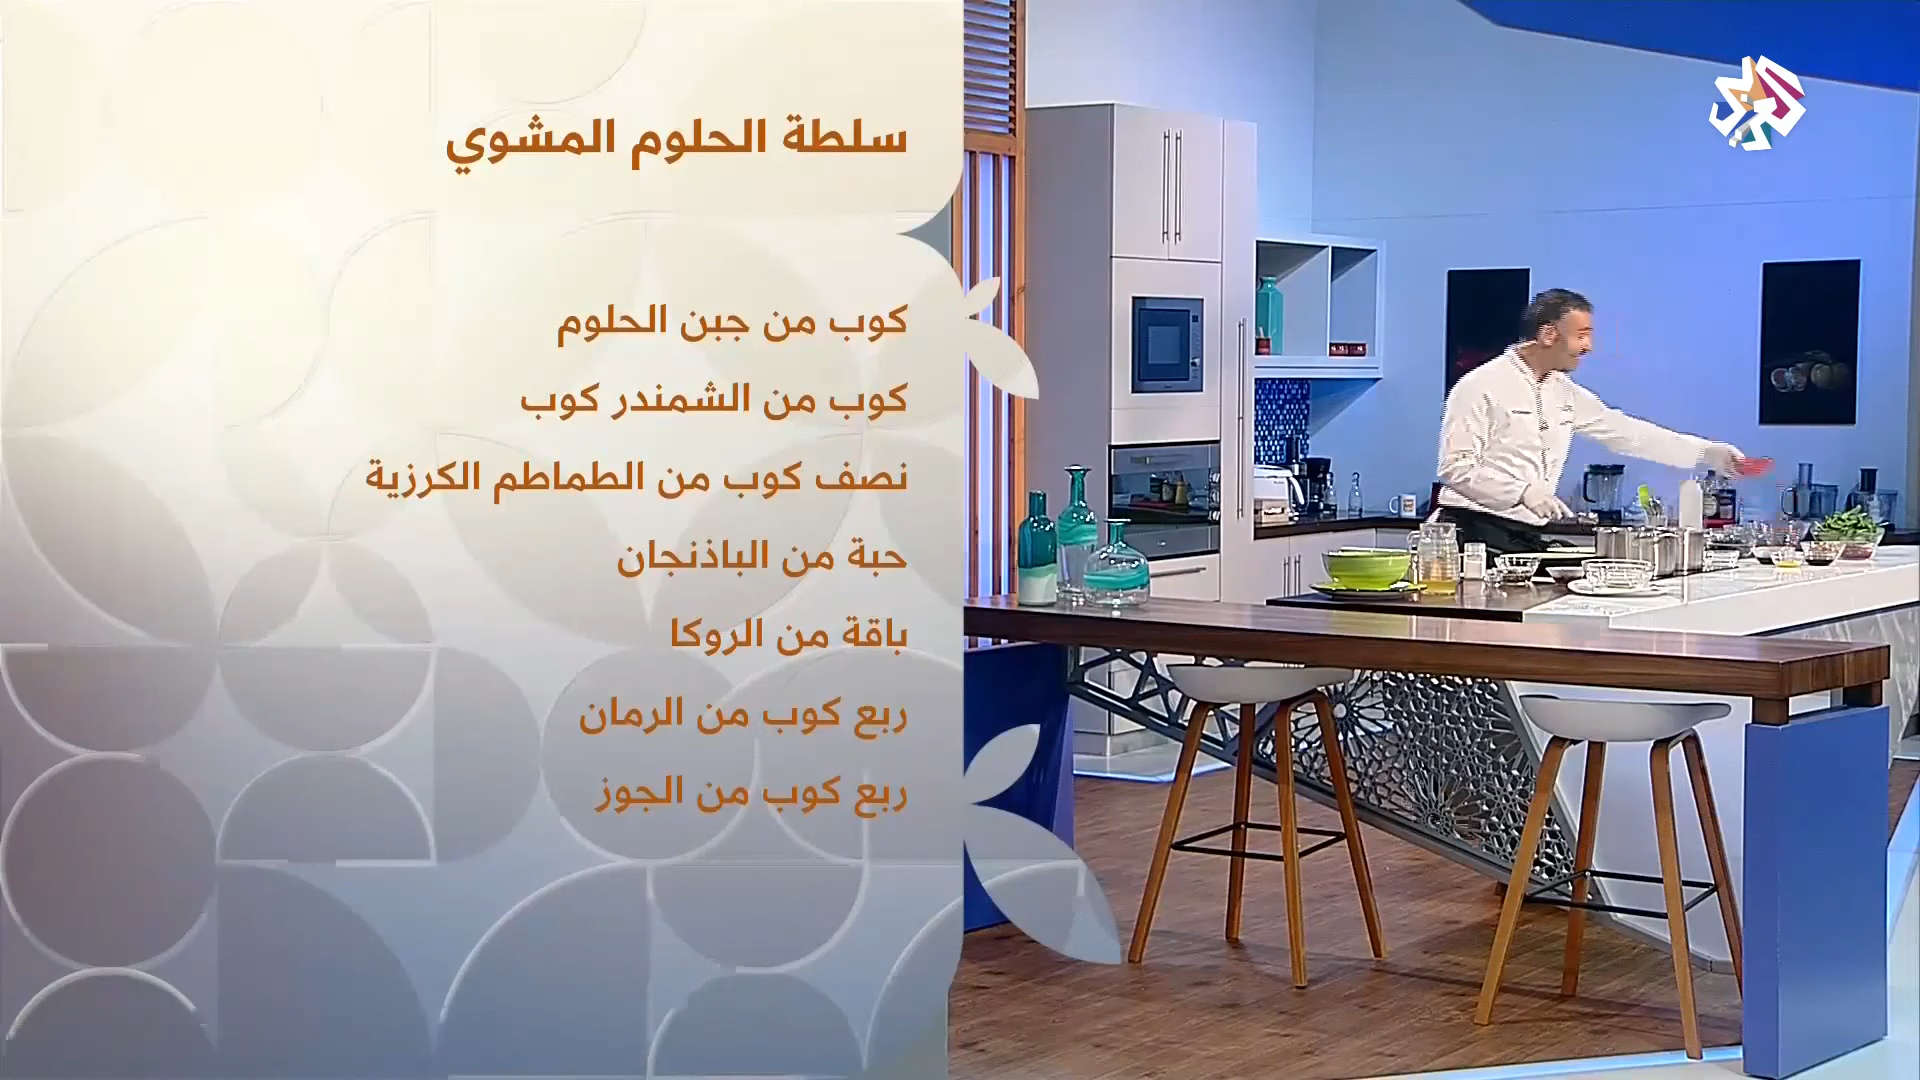 سلطة الحلوم المشوي
كوب من جبن الحلوم
كوب من الشمندر كوب
نصف كوب من الطماطم الكرزية
حبة من الباذنجان
باقة من الروكا
ربع كوب من الرمان
ربع كوب من الجوز